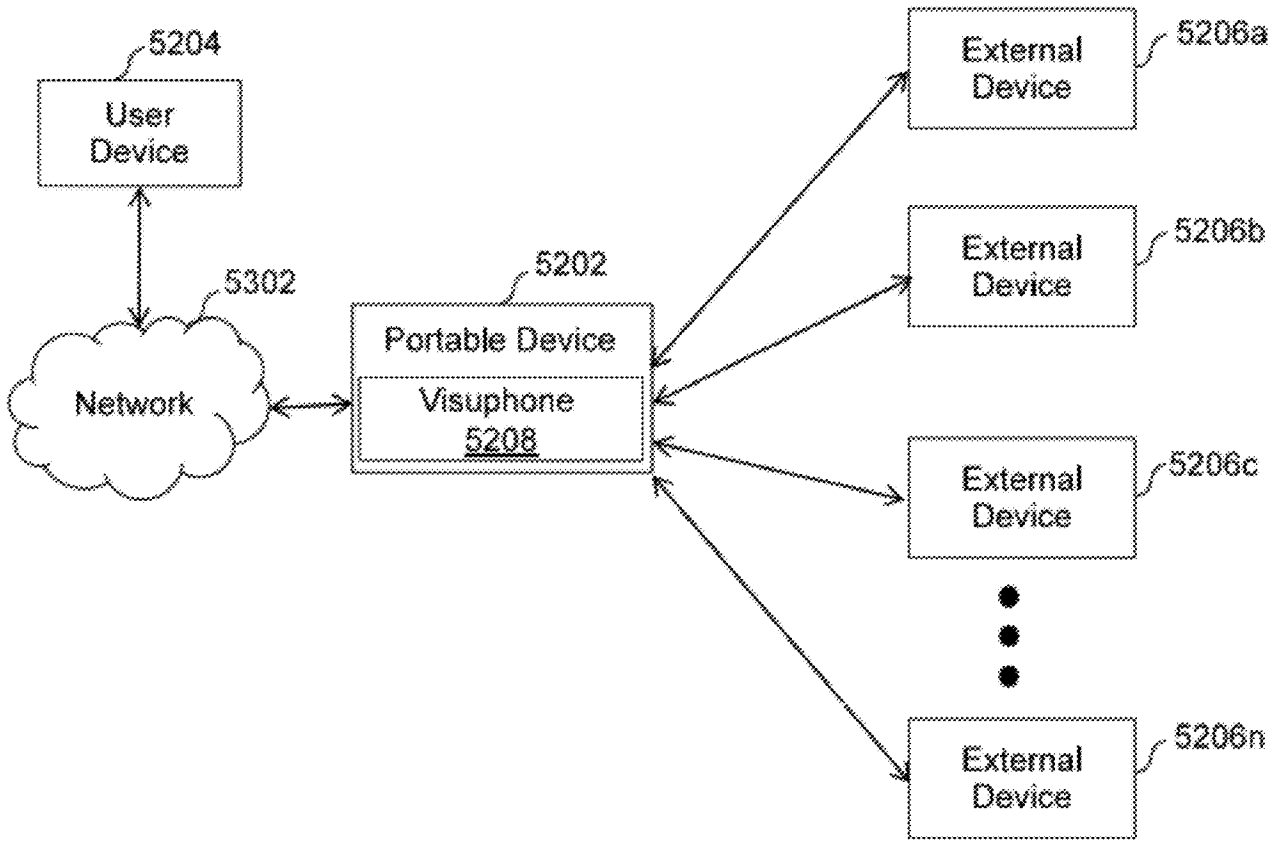 5204
User
Device
5302
Network
5202
Portable Device
Visuphone
5208
External
Device
5206a
External
Device
5206b
External
Device
5206c
External
Device
5206n